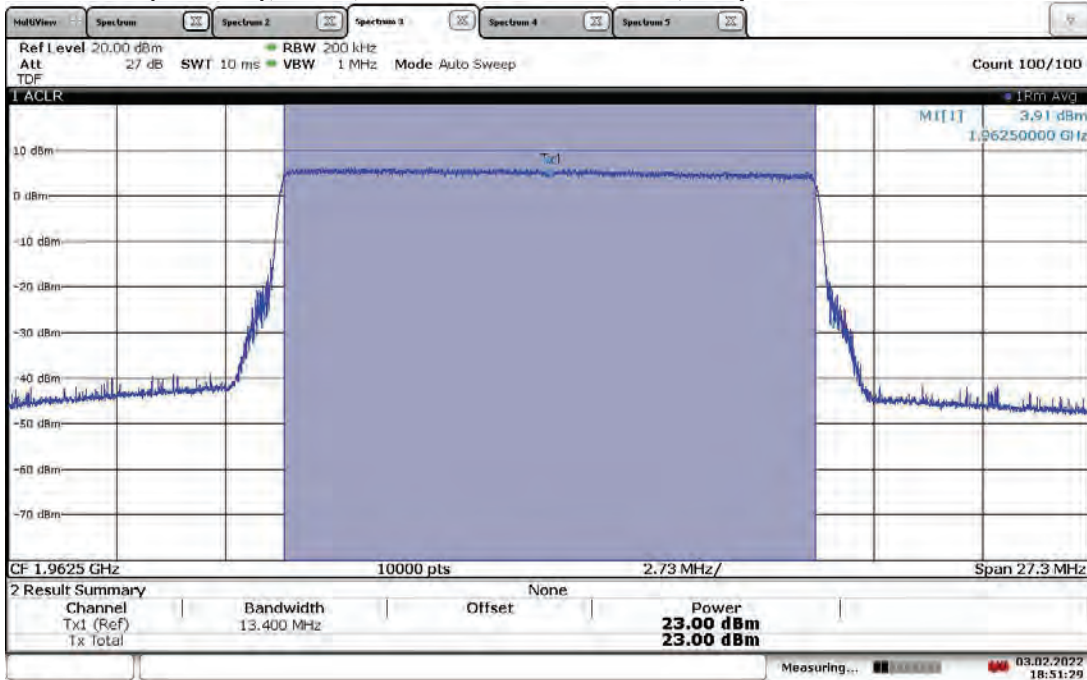 MultiView Spectrum Spectrum 2 Spectrum 3 Spectrum 4 Spectrum 5
Ref Level 20.00 dBm RBW 200 kHz
Att 27 dB SWT 10 ms VBW 1 MHz Mode Auto Sweep Count 100/100
TDF
1 ACLR 1Rm Avg
M1[1] 3.91 dBm
1.96250000 GHz
10 dBm
Tx1
0 dBm
-10 dBm
-20 dBm
-30 dBm
-40 dBm
-50 dBm
-60 dBm
-70 dBm
CF 1.9625 GHz 10000 pts 2.73 MHz/ Span 27.3 MHz
2 Result Summary None
Channel Bandwidth Offset Power
Tx1 (Ref) 13.400 MHz 23.00 dBm
Tx Total 23.00 dBm
Measuring... 03.02.2022
18:51:29